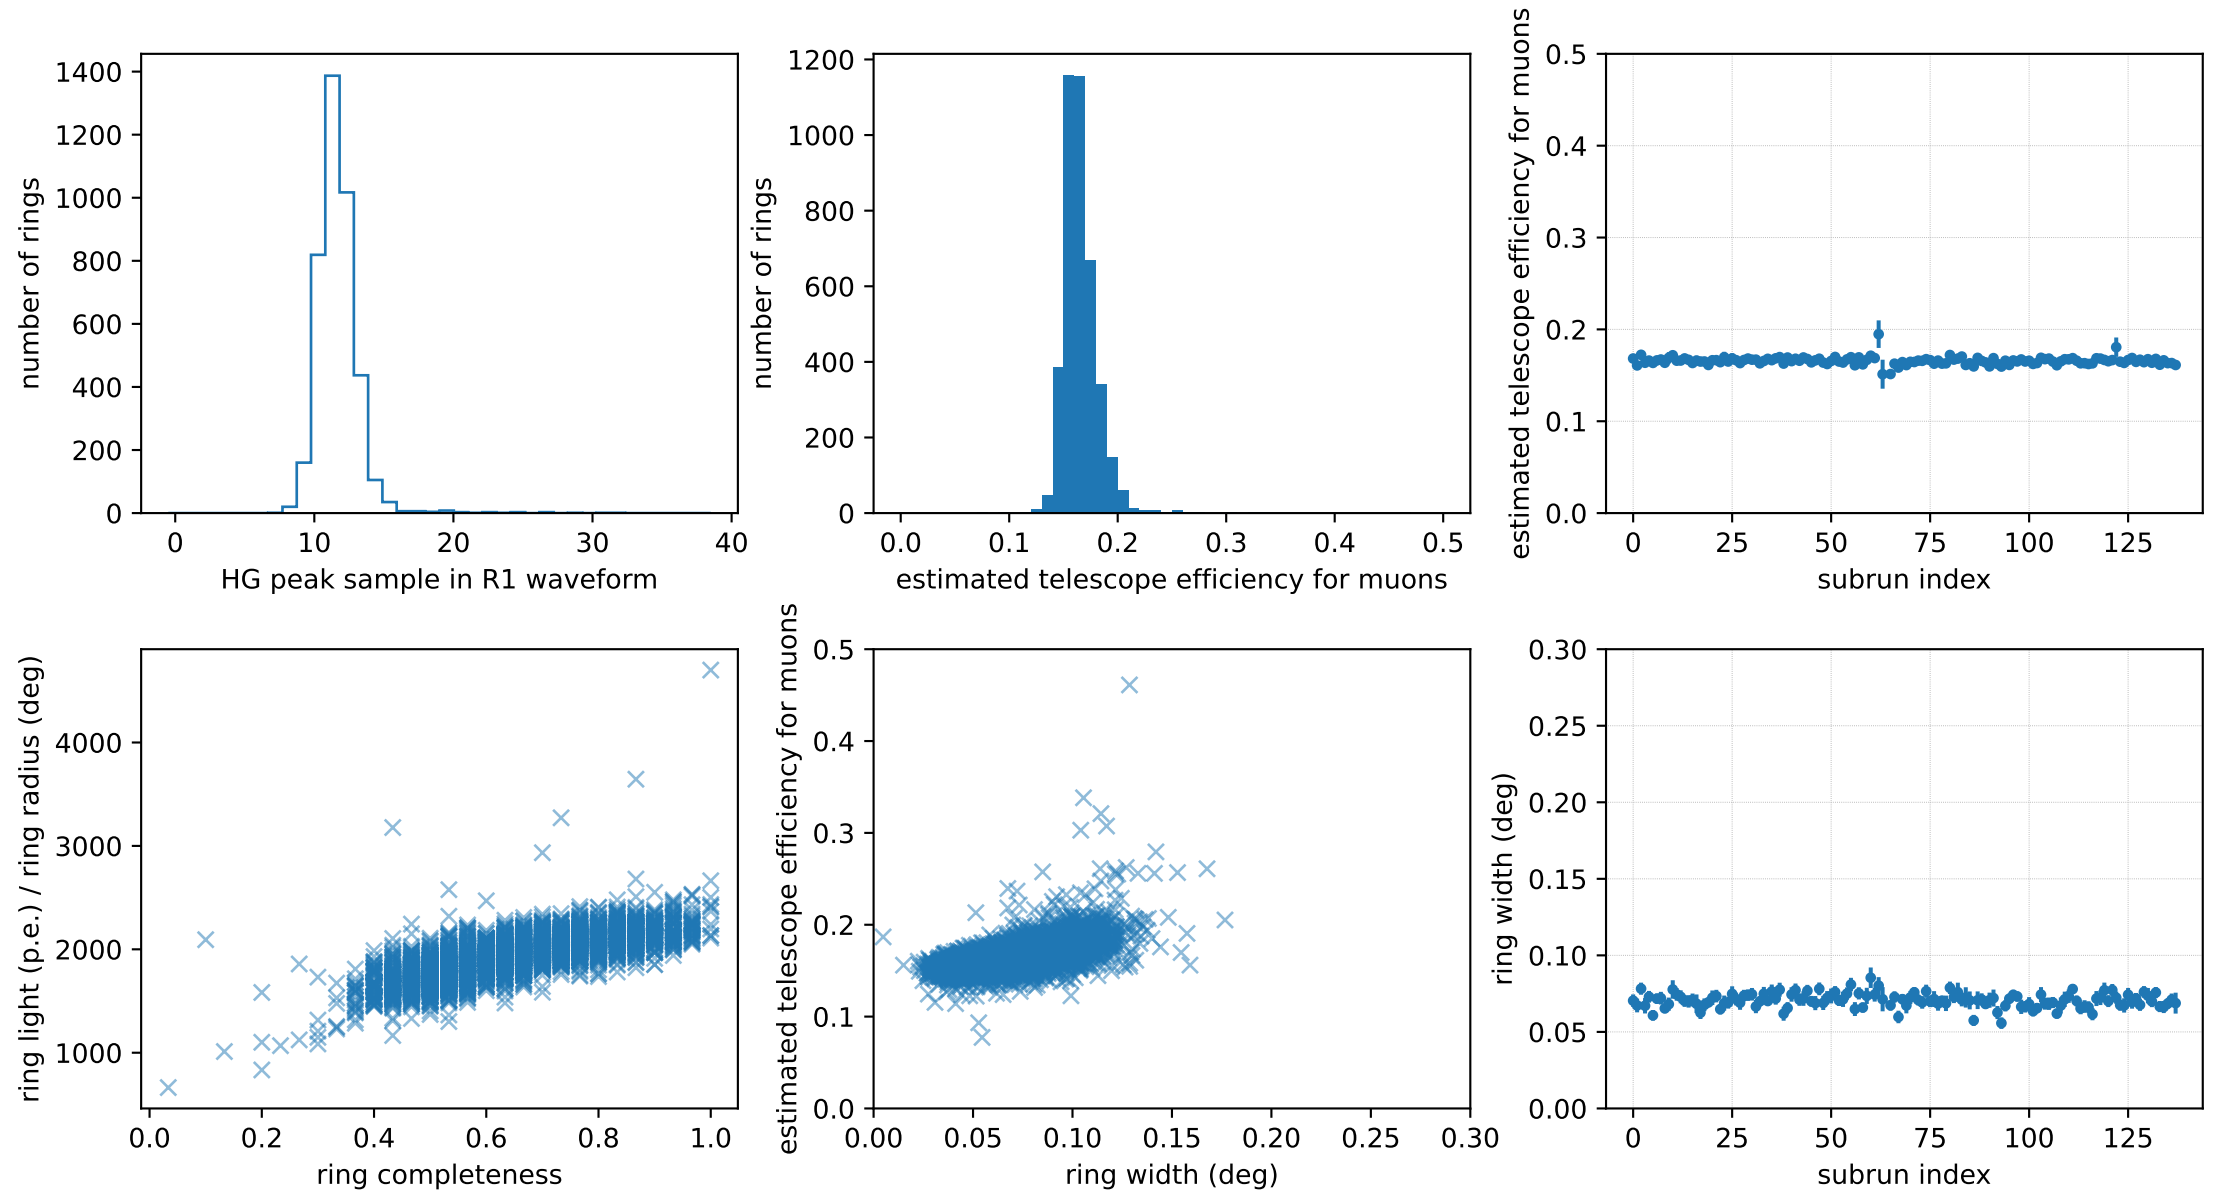 1400
1200
1000
800
600
400
200
0
number of rings
0 10 20 30 40
HG peak sample in R1 waveform
1200
1000
800
600
400
200
0
number of rings
0.0 0.1 0.2 0.3 0.4 0.5
estimated telescope efficiency for muons
0.5
0.4
0.3
0.2
0.1
0.0
estimated telescope efficiency for muons
0 25 50 75 100 125
subrun index
4000
3000
2000
1000
ring light (p.e.) / ring radius (deg)
0.0 0.2 0.4 0.6 0.8 1.0
ring completeness
0.5
0.4
0.3
0.2
0.1
0.0
estimated telescope efficiency for muons
0.00 0.05 0.10 0.15 0.20 0.25 0.30
ring width (deg)
0.30
0.25
0.20
0.15
0.10
0.05
0.00
ring width (deg)
0 25 50 75 100 125
subrun index